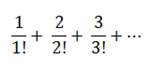 1/1! + 2/2! + 3/3! + ⋯